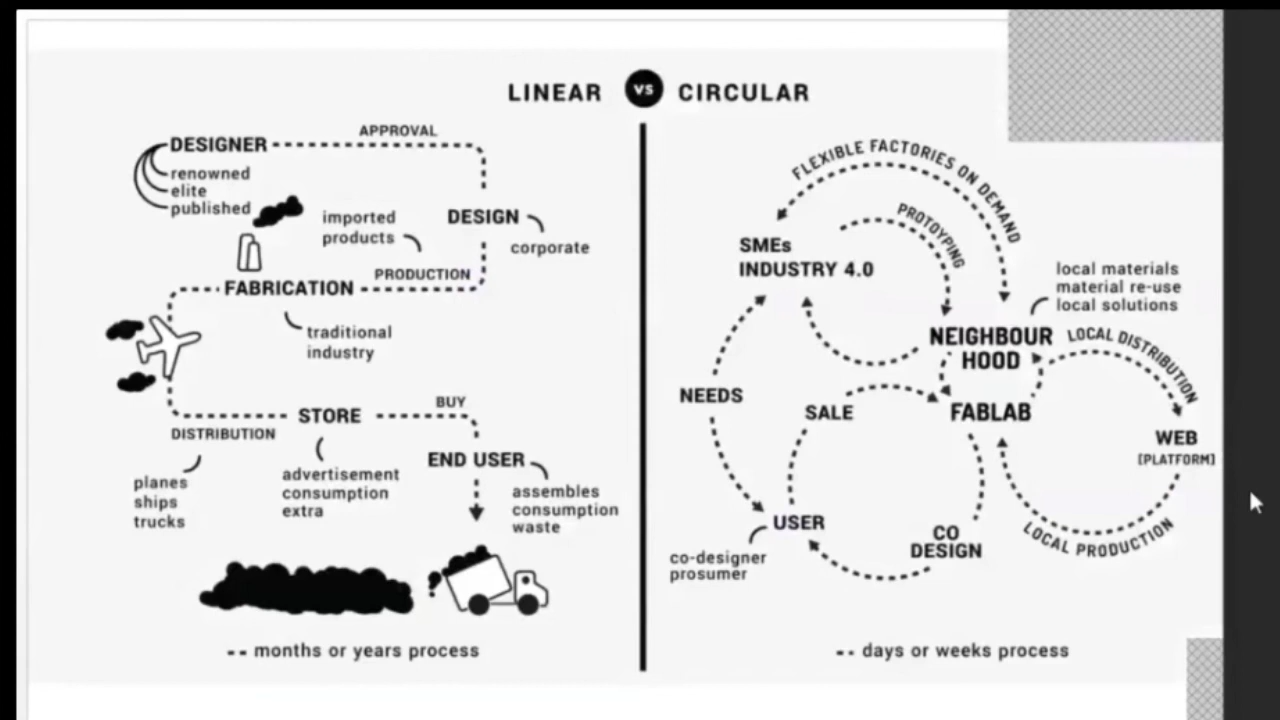 LINEAR vs CIRCULAR
DESIGNER
renowned
elite
published
APPROVAL
DESIGN
corporate
imported
products
PRODUCTION
FABRICATION
traditional
industry
DISTRIBUTION
planes
ships
trucks
STORE
advertisement
consumption
extra
BUY
END USER
assembles
consumption
waste
-- months or years process
FLEXIBLE FACTORIES ON DEMAND
PROTOYPING
SMEs
INDUSTRY 4.0
local materials
material re-use
local solutions
NEIGHBOUR
HOOD
LOCAL DISTRIBUTION
NEEDS
SALE
FABLAB
WEB
[PLATFORM]
USER
co-designer
prosumer
CO
DESIGN
LOCAL PRODUCTION
-- days or weeks process